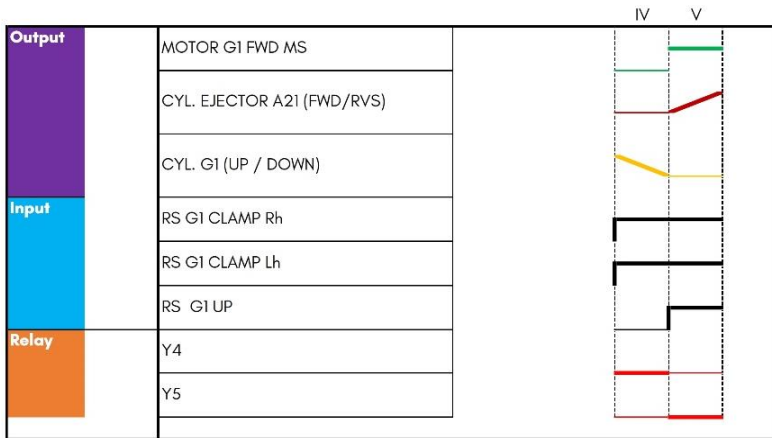 IV V
Output
MOTOR G1 FWD MS
CYL. EJECTOR A21 (FWD/RVS)
CYL. G1 (UP / DOWN)
Input
RS G1 CLAMP Rh
RS G1 CLAMP Lh
RS G1 UP
Relay
Y4
Y5